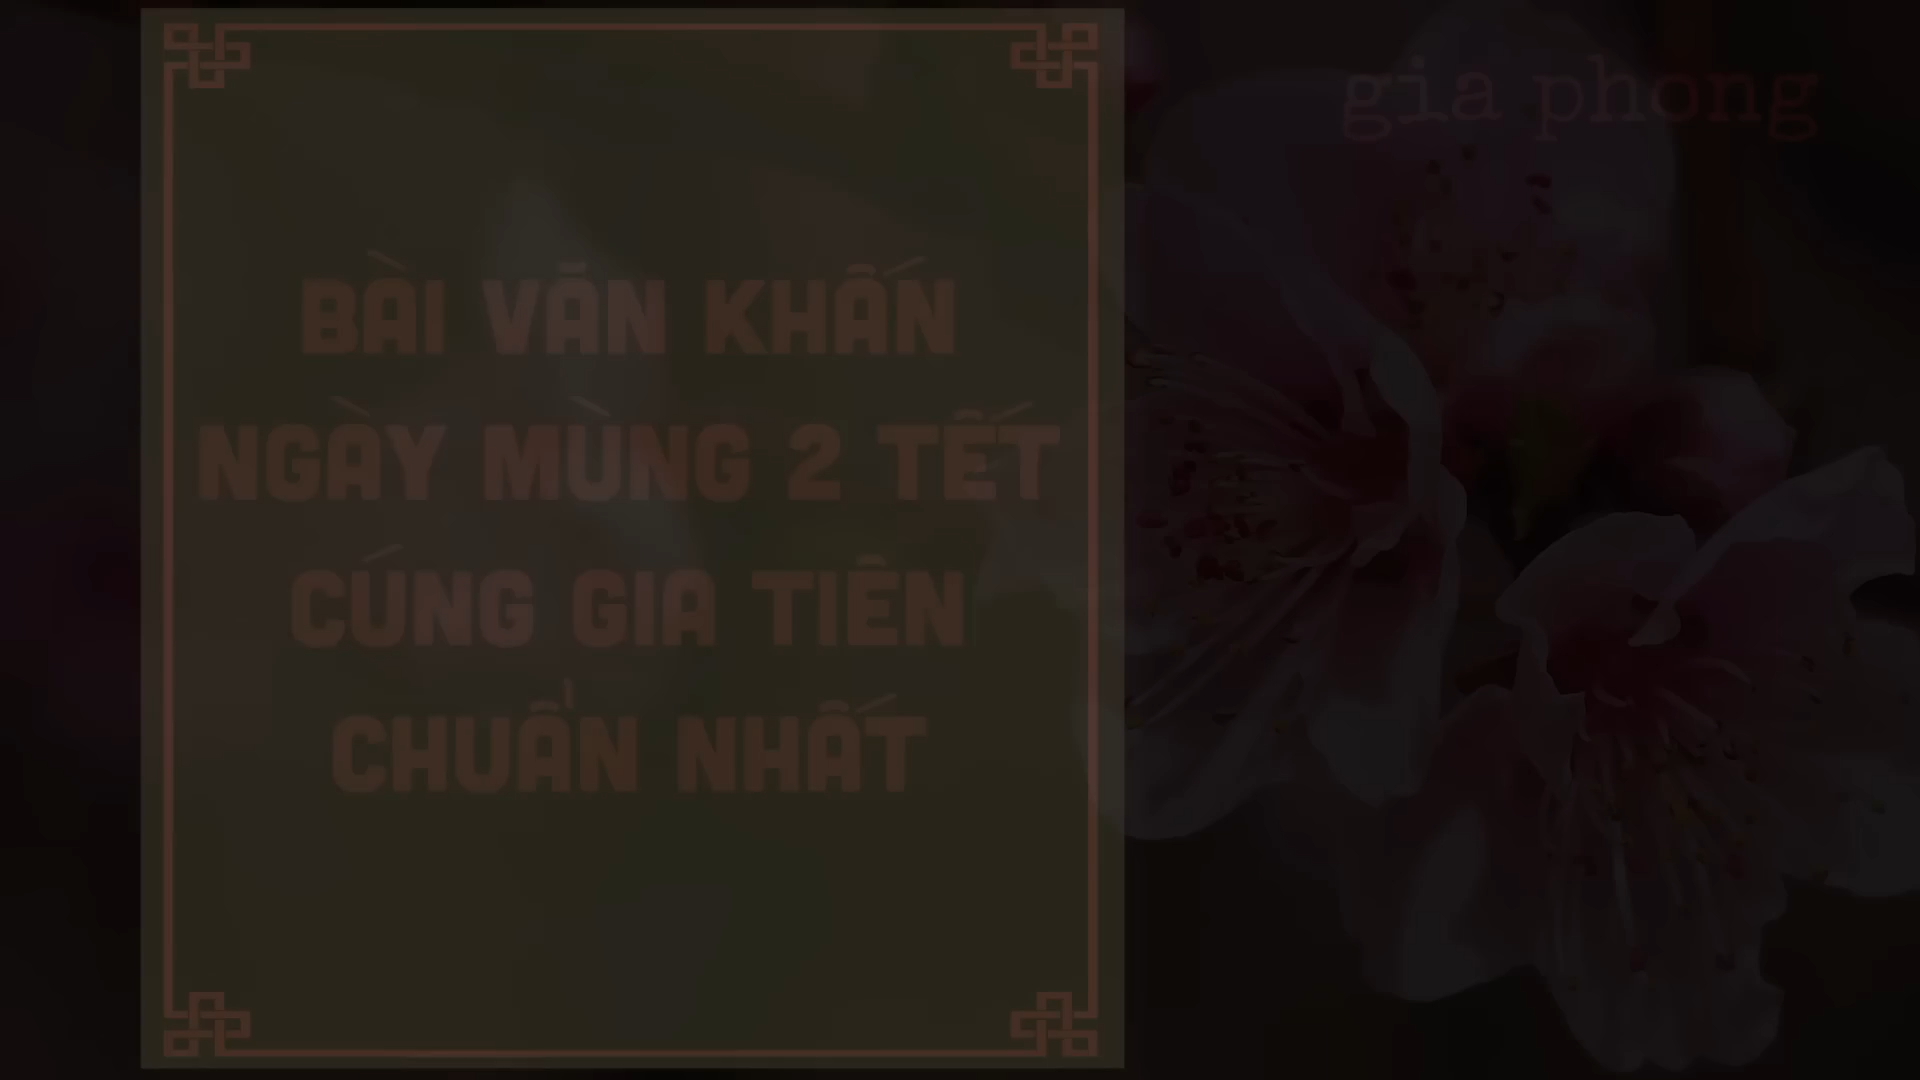 BÀI VĂN KHẤN
NGÀY MÙNG 2 TẾT
CÚNG GIA TIÊN
CHUẨN NHẤT
gia phong